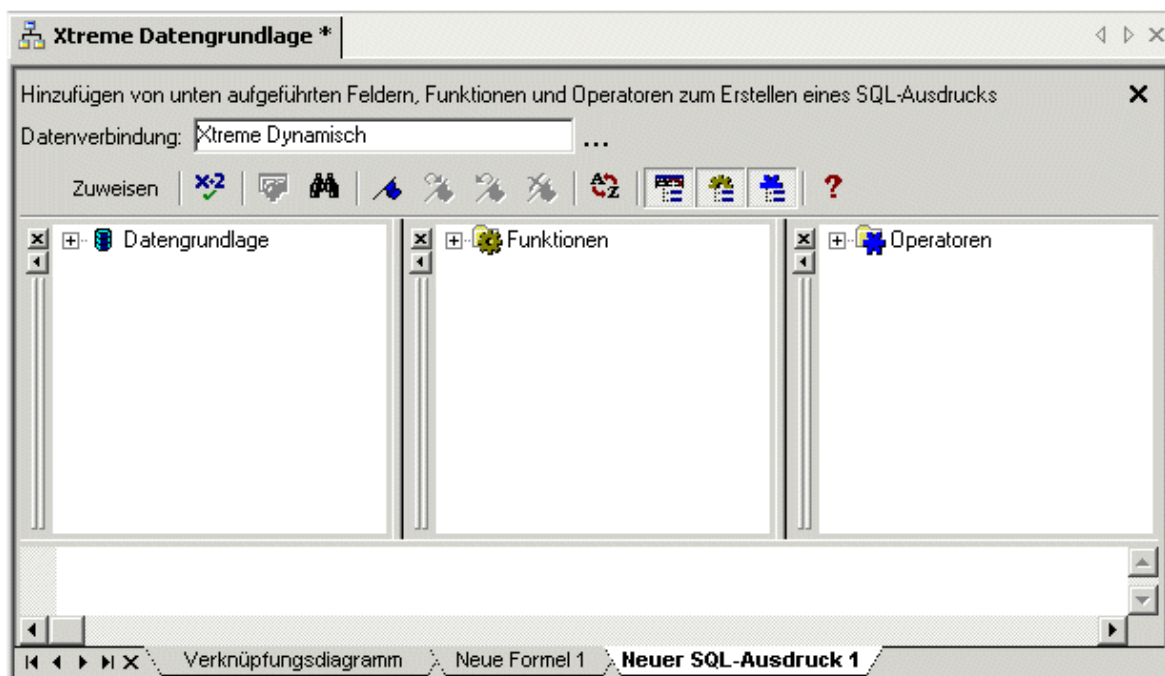 Xtreme Datengrundlage *
Hinzufügen von unten aufgeführten Feldern, Funktionen und Operatoren zum Erstellen eines SQL-Ausdrucks
Datenverbindung: Xtreme Dynamisch ...
Zuweisen X+2 A Z ?
Datengrundlage Funktionen Operatoren
Verknüpfungsdiagramm Neue Formel 1 Neuer SQL-Ausdruck 1